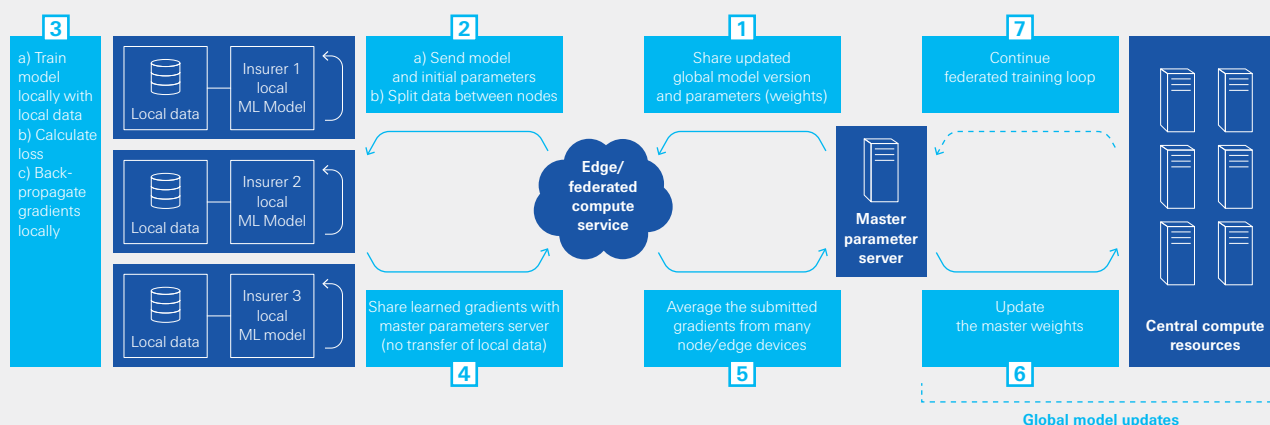 3
a) Train
model
locally with
local data
b) Calculate
loss
c) Back-
propagate
gradients
locally
Local data
Insurer 1
local
ML Model
Local data
Insurer 2
local
ML Model
Local data
Insurer 3
local
ML model
2
a) Send model
and initial parameters
b) Split data between nodes
Share learned gradients with
master parameters server
(no transfer of local data)
4
Edge/
federated
compute
service
1
Share updated
global model version
and parameters (weights)
Average the submitted
gradients from many
node/edge devices
5
Master
parameter
server
7
Continue
federated training loop
Update
the master weights
6
Central compute
resources
Global model updates